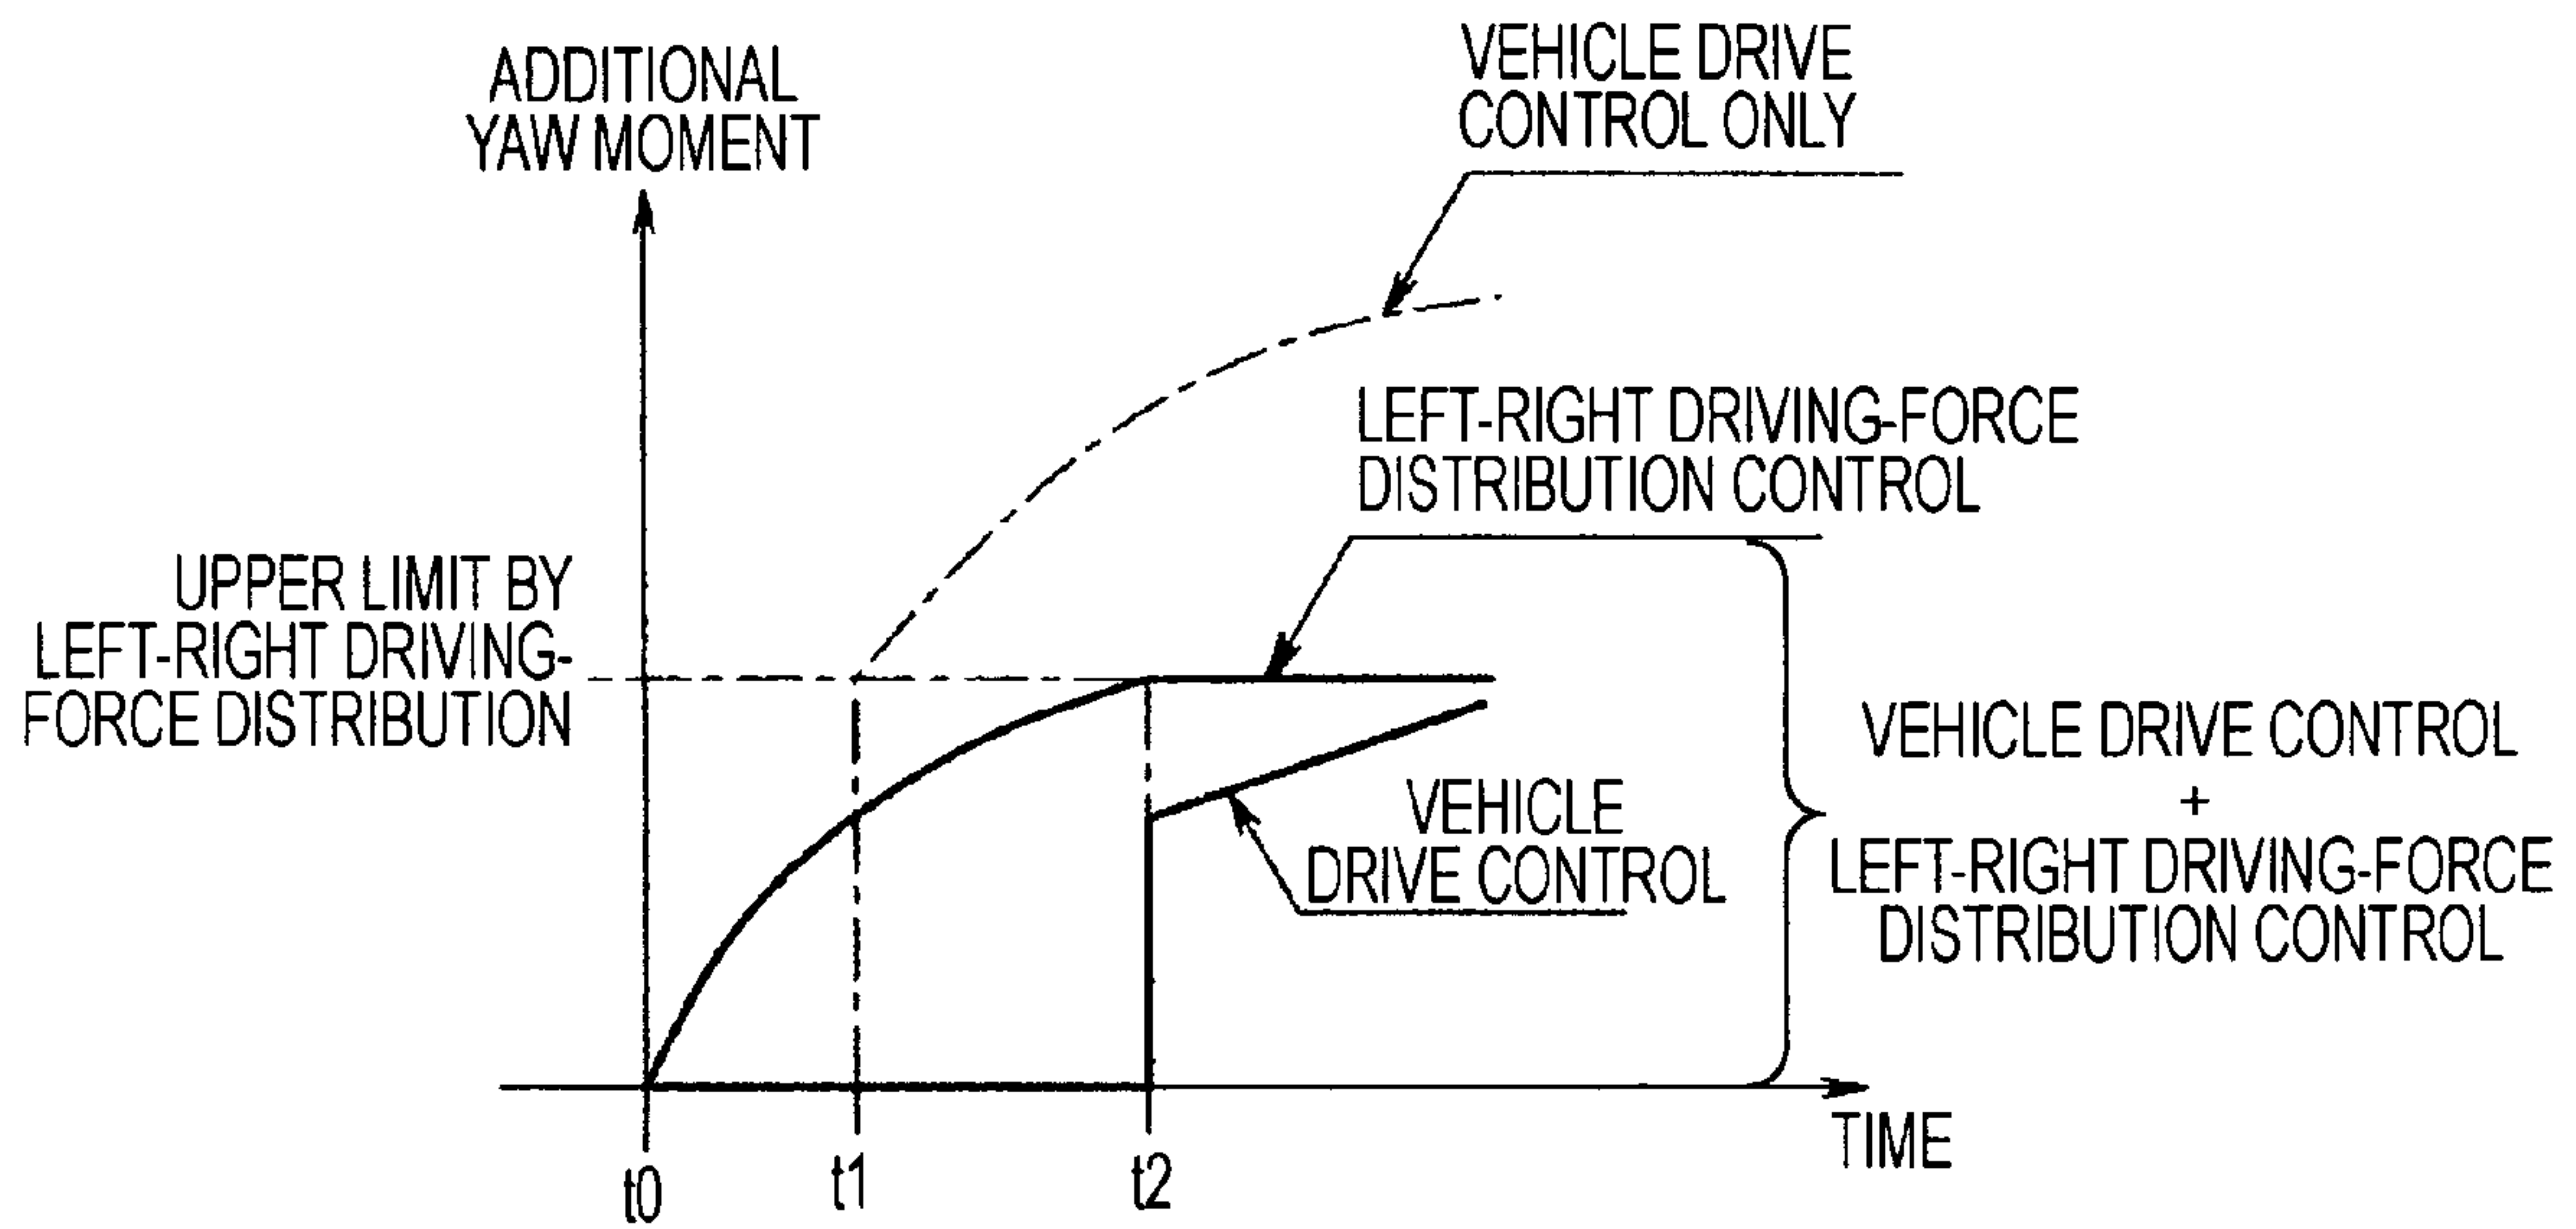 ADDITIONAL
YAW MOMENT
VEHICLE DRIVE
CONTROL ONLY
LEFT-RIGHT DRIVING-FORCE
DISTRIBUTION CONTROL
UPPER LIMIT BY
LEFT-RIGHT DRIVING-
FORCE DISTRIBUTION
VEHICLE
DRIVE CONTROL
VEHICLE DRIVE CONTROL
+
LEFT-RIGHT DRIVING-FORCE
DISTRIBUTION CONTROL
TIME
t0
t1
t2